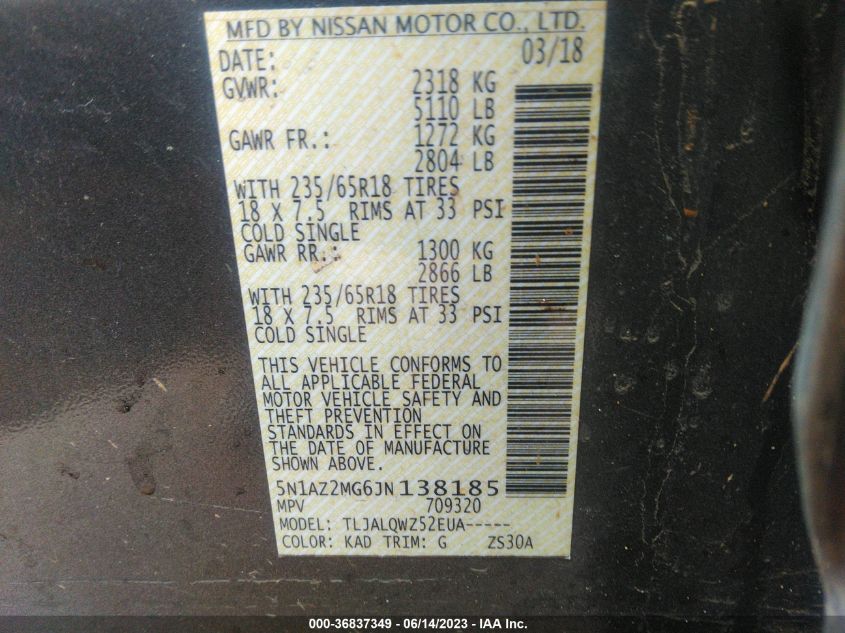 MFD BY NISSAN MOTOR CO., LTD.
DATE: 03/18
GVWR: 2318 KG
5110 LB
GAWR FR.: 1272 KG
2804 LB
WITH 235/65R18 TIRES
18 X 7.5 RIMS AT 33 PSI
COLD SINGLE
GAWR RR.: 1300 KG
2866 LB
WITH 235/65R18 TIRES
18 X 7.5 RIMS AT 33 PSI
COLD SINGLE
THIS VEHICLE CONFORMS TO
ALL APPLICABLE FEDERAL
MOTOR VEHICLE SAFETY AND
THEFT PREVENTION
STANDARDS IN EFFECT ON
THE DATE OF MANUFACTURE
SHOWN ABOVE.
5N1AZ2MG6JN138185
MPV 709320
MODEL: TLJALQWZ52EUA-----
COLOR: KAD TRIM: G ZS30A
000-36837349 - 06/14/2023 - IAA Inc.